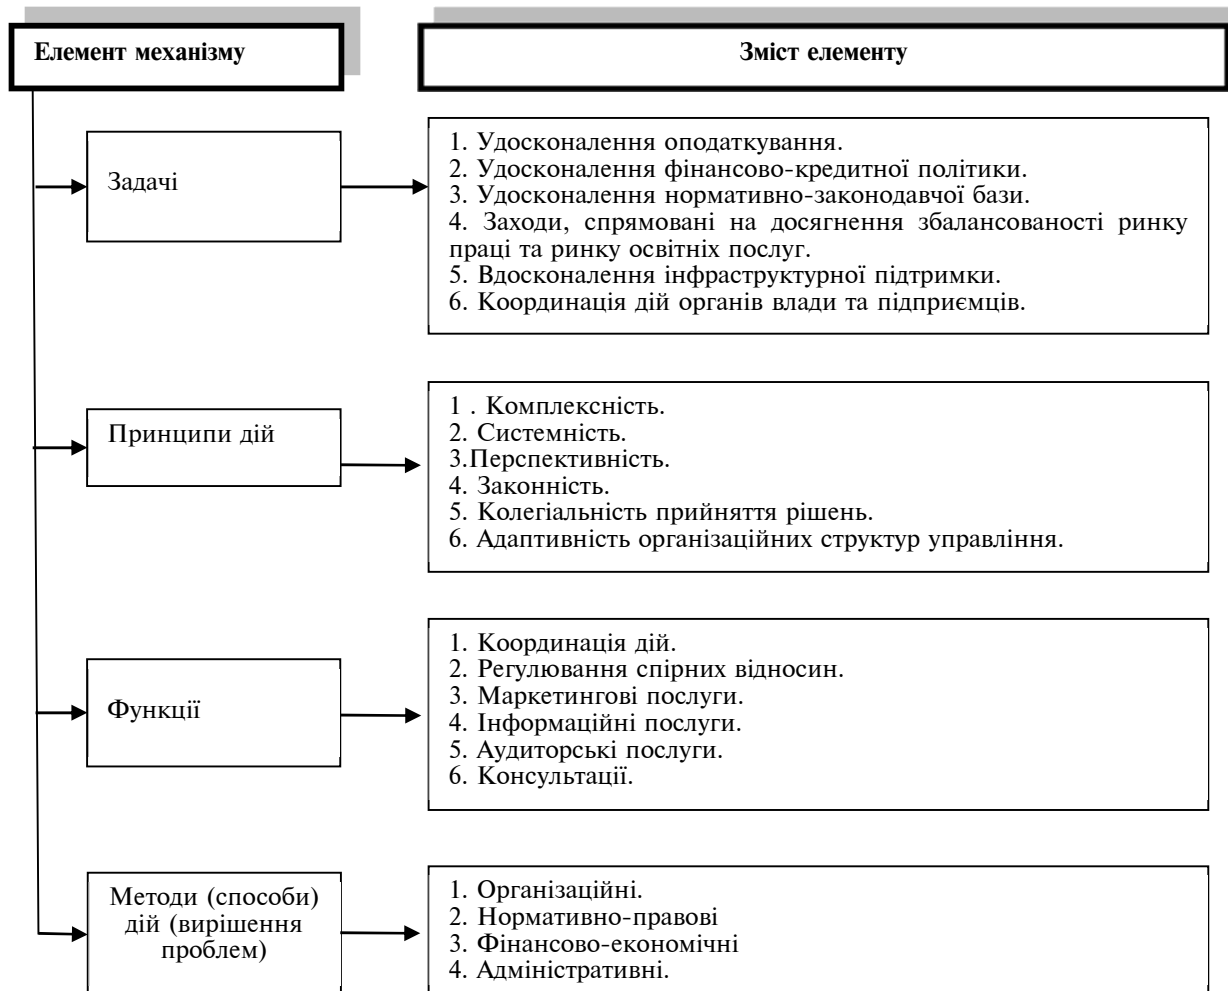 Елемент механізму
Зміст елементу
Задачі
1. Удосконалення оподаткування.
2. Удосконалення фінансово-кредитної політики.
3. Удосконалення нормативно-законодавчої бази.
4. Заходи, спрямовані на досягнення збалансованості ринку
праці та ринку освітніх послуг.
5. Вдосконалення інфраструктурної підтримки.
6. Координація дій органів влади та підприємців.
Принципи дій
1 . Комплексність.
2. Системність.
3.Перспективність.
4. Законність.
5. Колегіальність прийняття рішень.
6. Адаптивність організаційних структур управління.
Функції
1. Координація дій.
2. Регулювання спірних відносин.
3. Маркетингові послуги.
4. Інформаційні послуги.
5. Аудиторські послуги.
6. Консультації.
Методи (способи)
дій (вирішення
проблем)
1. Організаційні.
2. Нормативно-правові
3. Фінансово-економічні
4. Адміністративні.